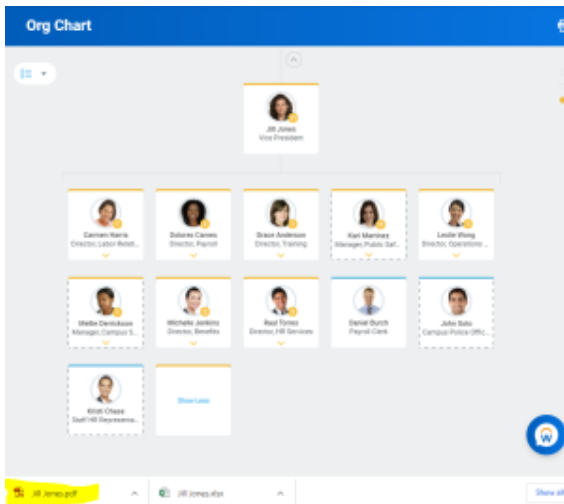 Org Chart
Jill Jones
Vice President
Carmen Harris
Director, Labor Relati...
Dolores Carnes
Director, Payroll
Grace Anderson
Director, Training
Kari Martinez
Manager, Public Saf...
Leslie Wong
Director, Operations ...
Mellie Derrickson
Manager, Campus S...
Michelle Jenkins
Director, Benefits
Raul Torres
Director, HR Services
Daniel Burch
Payroll Clerk
John Soto
Campus Police Offic...
Kristi Chase
Staff HR Representa...
Show Less
Jill Jones.pdf
Jill Jones.xlsx
Show all